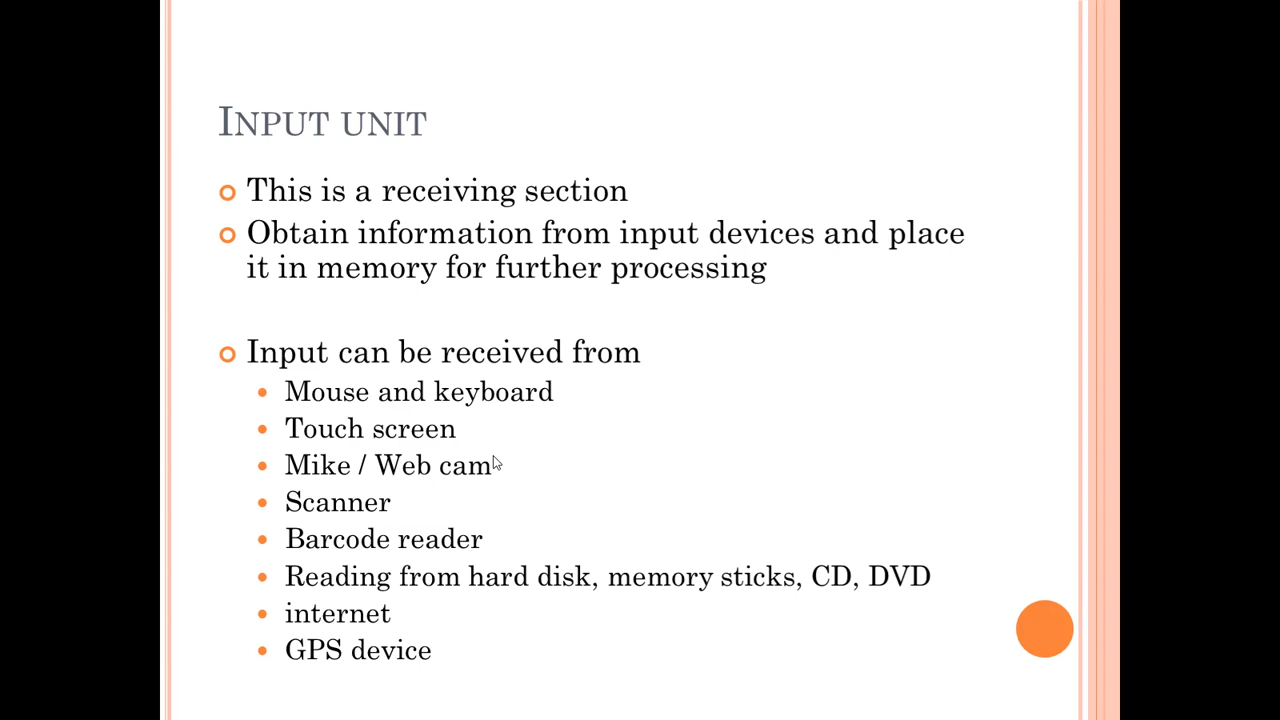 INPUT UNIT
This is a receiving section
Obtain information from input devices and place
it in memory for further processing
Input can be received from
Mouse and keyboard
Touch screen
Mike / Web cam
Scanner
Barcode reader
Reading from hard disk, memory sticks, CD, DVD
internet
GPS device